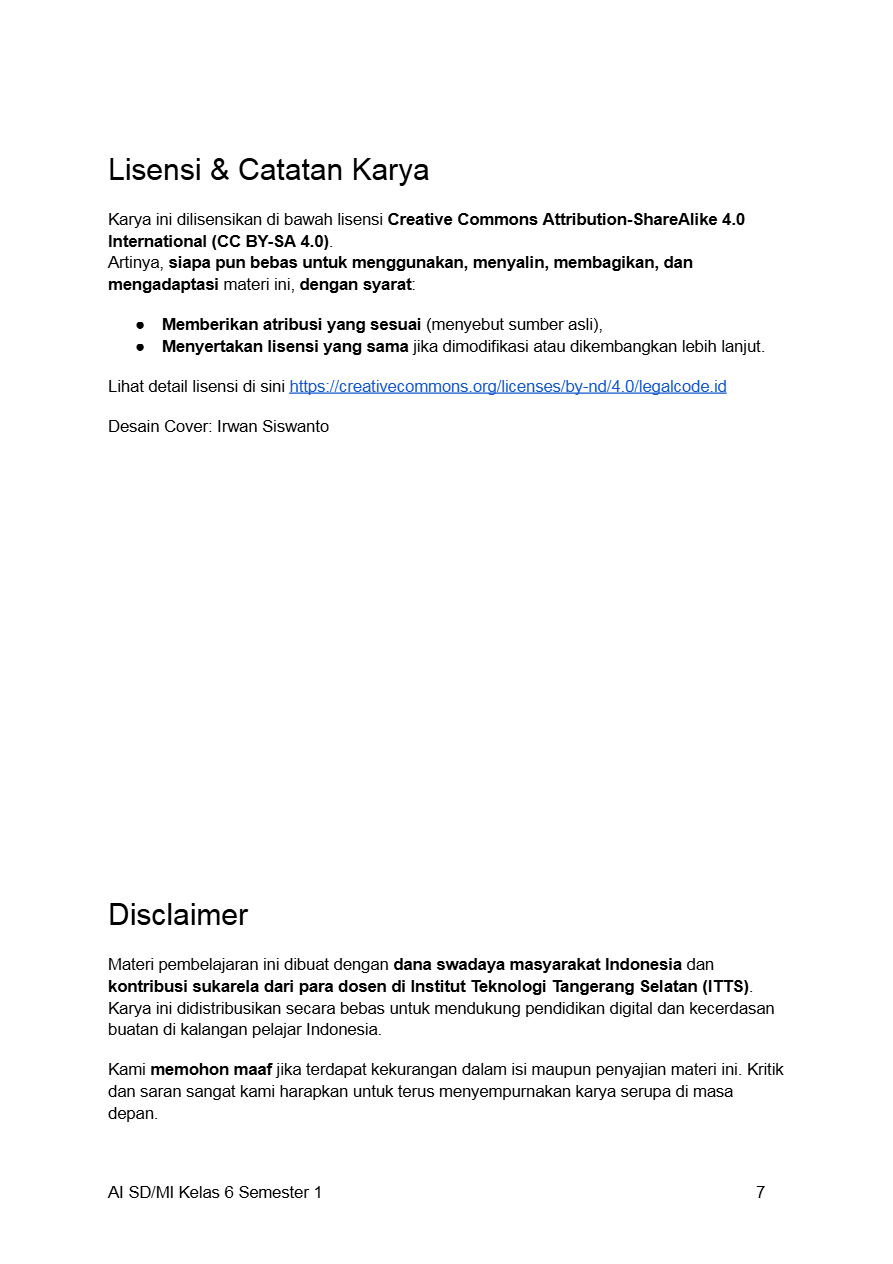 Lisensi & Catatan Karya
Karya ini dilisensikan di bawah lisensi Creative Commons Attribution-ShareAlike 4.0
International (CC BY-SA 4.0).
Artinya, siapa pun bebas untuk menggunakan, menyalin, membagikan, dan
mengadaptasi materi ini, dengan syarat:
● Memberikan atribusi yang sesuai (menyebut sumber asli),
● Menyertakan lisensi yang sama jika dimodifikasi atau dikembangkan lebih lanjut.
Lihat detail lisensi di sini https://creativecommons.org/licenses/by-nd/4.0/legalcode.id
Desain Cover: Irwan Siswanto
Disclaimer
Materi pembelajaran ini dibuat dengan dana swadaya masyarakat Indonesia dan
kontribusi sukarela dari para dosen di Institut Teknologi Tangerang Selatan (ITTS).
Karya ini didistribusikan secara bebas untuk mendukung pendidikan digital dan kecerdasan
buatan di kalangan pelajar Indonesia.
Kami memohon maaf jika terdapat kekurangan dalam isi maupun penyajian materi ini. Kritik
dan saran sangat kami harapkan untuk terus menyempurnakan karya serupa di masa
depan.
AI SD/MI Kelas 6 Semester 1 7